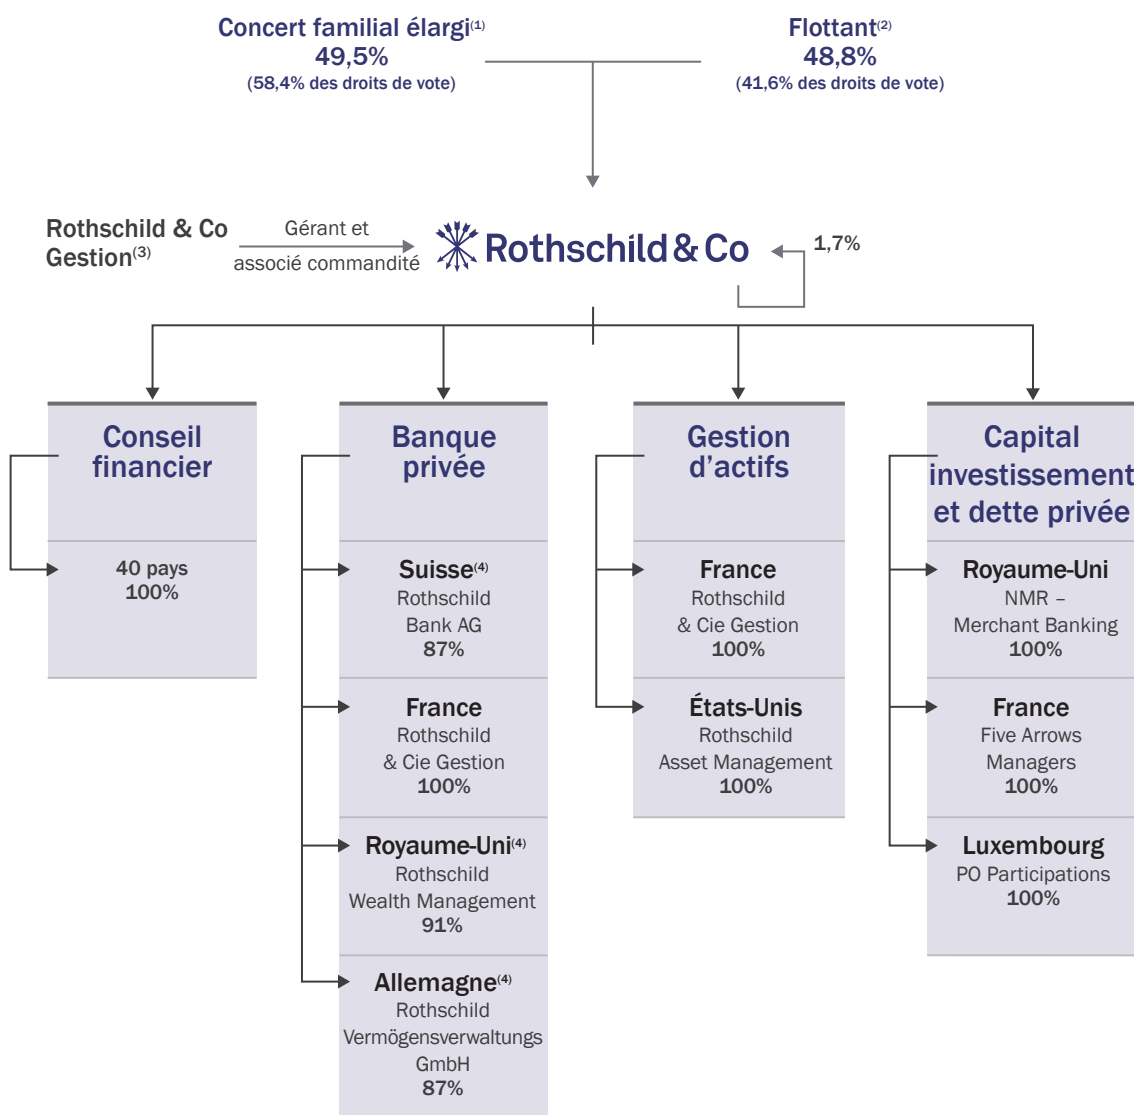 Concert familial élargi(1)
49,5%
(58,4% des droits de vote)
Flottant(2)
48,8%
(41,6% des droits de vote)
Rothschild & Co
Gestion(3)
Gérant et
associé commandité
Rothschild & Co
1,7%
Conseil
financier
40 pays
100%
Banque
privée
Suisse(4)
Rothschild
Bank AG
87%
France
Rothschild
& Cie Gestion
100%
Royaume-Uni(4)
Rothschild
Wealth Management
91%
Allemagne(4)
Rothschild
Vermögensverwaltungs
GmbH
87%
Gestion
d’actifs
France
Rothschild
& Cie Gestion
100%
États-Unis
Rothschild
Asset Management
100%
Capital
investissement
et dette privée
Royaume-Uni
NMR –
Merchant Banking
100%
France
Five Arrows
Managers
100%
Luxembourg
PO Participations
100%